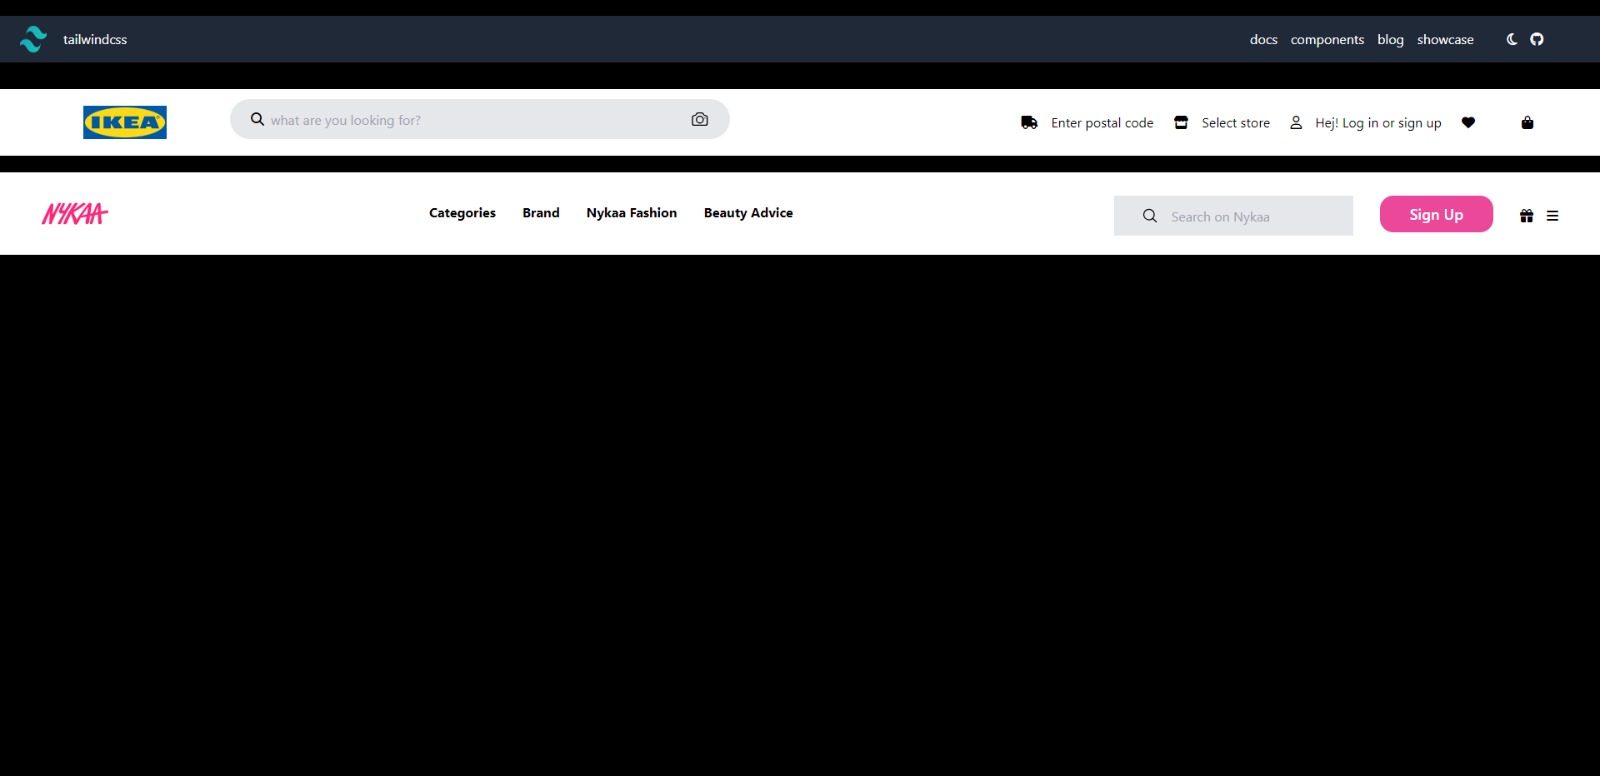 tailwindcss docs components blog showcase
IKEA what are you looking for? Enter postal code Select store Hej! Log in or sign up
NYKAA Categories Brand Nykaa Fashion Beauty Advice Search on Nykaa Sign Up